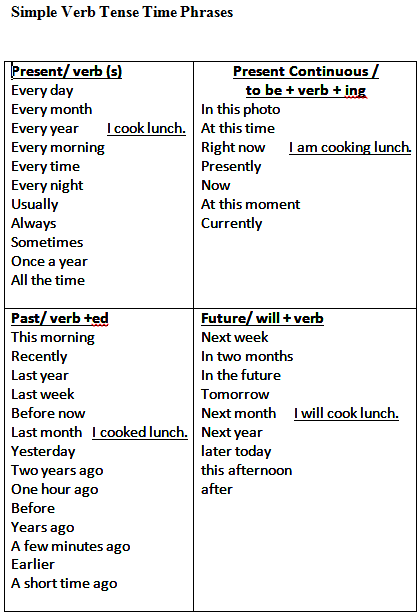 Simple Verb Tense Time Phrases
Present/ verb (s)
Every day
Every month
Every year I cook lunch.
Every morning
Every time
Every night
Usually
Always
Sometimes
Once a year
All the time
Present Continuous /
to be + verb + ing
In this photo
At this time
Right now I am cooking lunch.
Presently
Now
At this moment
Currently
Past/ verb +ed
This morning
Recently
Last year
Last week
Before now
Last month I cooked lunch.
Yesterday
Two years ago
One hour ago
Before
Years ago
A few minutes ago
Earlier
A short time ago
Future/ will + verb
Next week
In two months
In the future
Tomorrow
Next month I will cook lunch.
Next year
later today
this afternoon
after